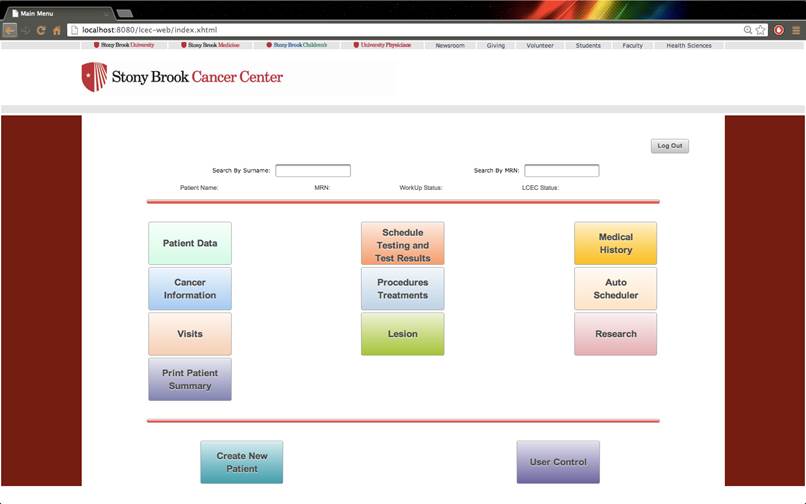 Main Menu
localhost:8080/lcec-web/index.xhtml
Stony Brook University Stony Brook Medicine Stony Brook Children's University Physicians Newsroom Giving Volunteer Students Faculty Health Sciences
Stony Brook Cancer Center
Log Out
Search By Surname: Search By MRN:
Patient Name: MRN: WorkUp Status: LCEC Status:
Patient Data
Schedule
Testing and
Test Results
Medical
History
Cancer
Information
Procedures
Treatments
Auto
Scheduler
Visits
Lesion
Research
Print Patient
Summary
Create New
Patient
User Control